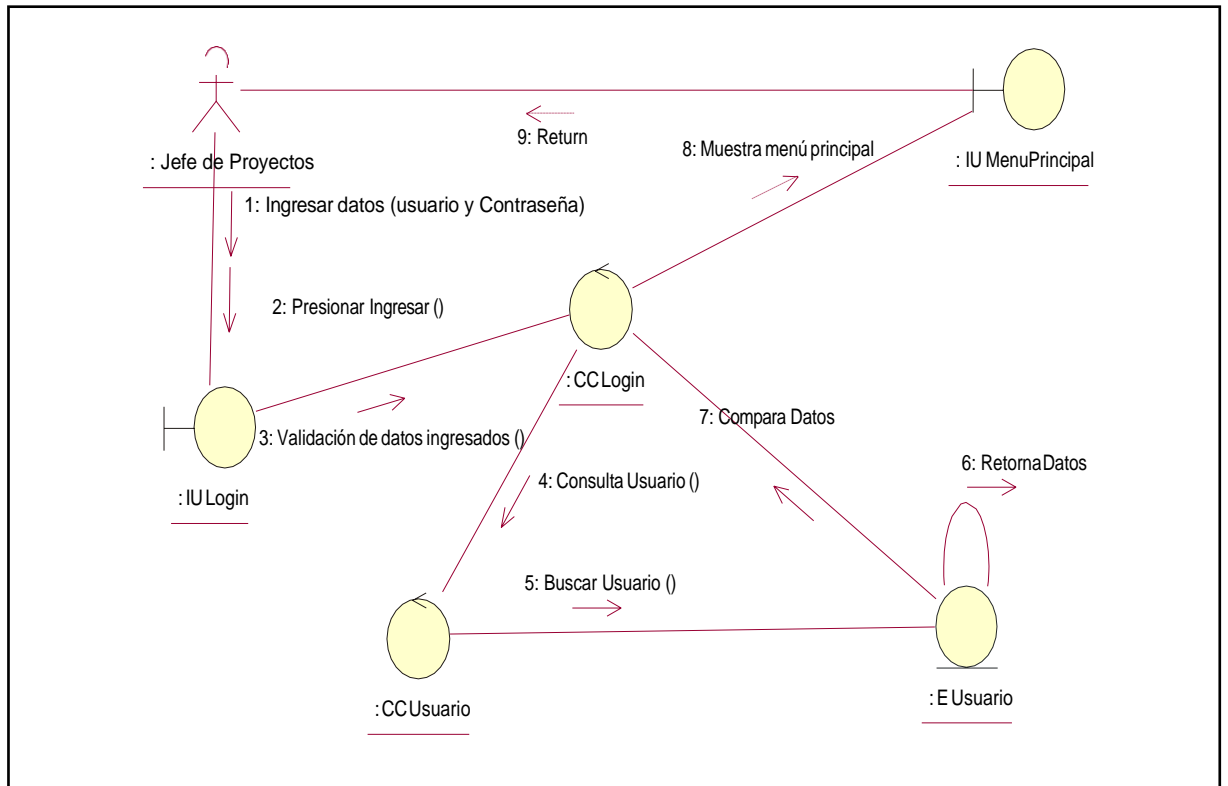 9: Return
8: Muestra menú principal
: Jefe de Proyectos
: IU MenuPrincipal
1: Ingresar datos (usuario y Contraseña)
2: Presionar Ingresar ()
: CC Login
3: Validación de datos ingresados ()
7: Compara Datos
6: Retorna Datos
4: Consulta Usuario ()
: IU Login
5: Buscar Usuario ()
: CC Usuario
: E Usuario